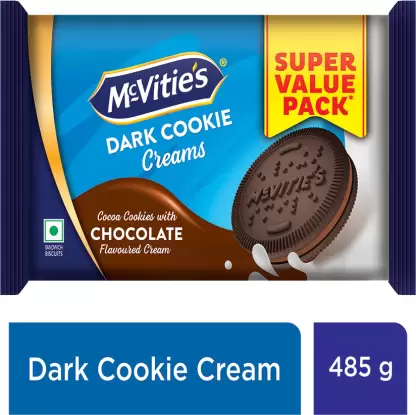 McVitie's
DARK COOKIE
Creams
SUPER
VALUE
PACK*
McVITIE'S
Cocoa Cookies with
CHOCOLATE
Flavoured Cream
SANDWICH
BISCUITS
Dark Cookie Cream
485 g